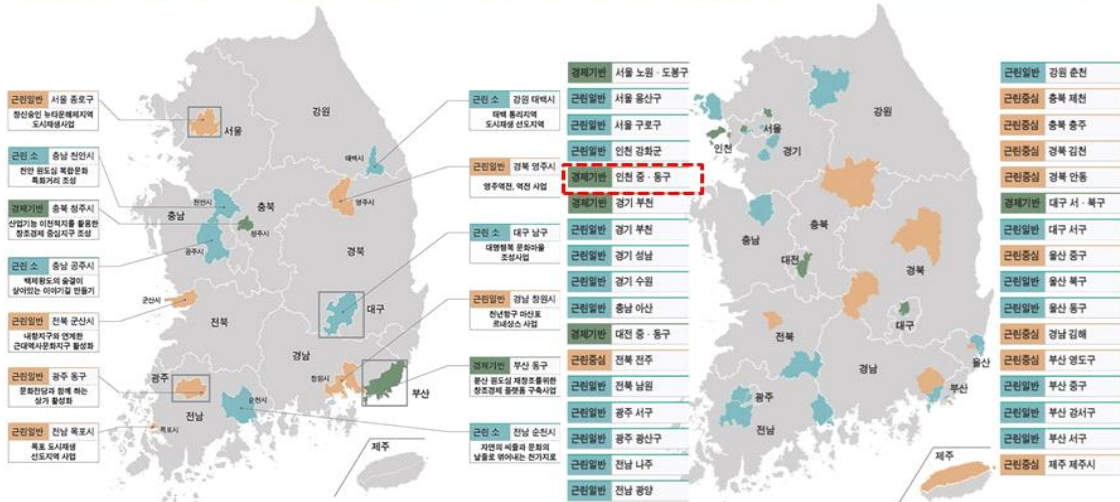 근린일반 서울 종로구
창신숭인 뉴타운해제지역
도시재생사업
근린 소 충남 천안시
천안 원도심 복합문화
특화거리 조성
경제기반 충북 청주시
산업기능 이전적지를 활용한
창조경제 중심지구 조성
근린 소 충남 공주시
백제왕도의 숨결이
살아있는 이야기길 만들기
근린일반 전북 군산시
내항지구와 연계한
근대역사문화지구 활성화
근린일반 광주 동구
문화전당과 함께 하는
상가 활성화
근린일반 전남 목포시
목포 도시재생
선도지역 사업
서울
강원
태백시
천안시
충북
영주시
충남
청주시
공주시
경북
군산시
대구
전북
경남
창원시
부산
광주
전남
순천시
목포시
제주
근린 소 강원 태백시
태백 통리지역
도시재생 선도지역
근린일반 경북 영주시
영주역전, 역전 사업
근린 소 대구 남구
대명행복 문화마을
조성사업
근린일반 경남 창원시
천년항구 마산포
르네상스 사업
경제기반 부산 동구
부산 원도심 재창조를위한
창조경제 플랫폼 구축사업
근린 소 전남 순천시
자연의 씨줄과 문화의
날줄로 엮어내는 천가지로
경제기반 서울 노원 · 도봉구
근린일반 서울 용산구
근린일반 서울 구로구
근린일반 인천 강화군
경제기반 인천 중 · 동구
경제기반 경기 부천
근린일반 경기 부천
근린일반 경기 성남
근린일반 경기 수원
근린일반 충남 아산
경제기반 대전 중 · 동구
근린중심 전북 전주
근린일반 전북 남원
근린일반 광주 서구
근린일반 광주 광산구
근린일반 전남 나주
근린일반 전남 광양
서울
인천
경기
강원
충북
충남
대전
경북
대구
전북
울산
경남
부산
광주
전남
제주
근린일반 강원 춘천
근린중심 충북 제천
근린중심 충북 충주
근린중심 경북 김천
근린중심 경북 안동
경제기반 대구 서 · 북구
근린일반 대구 서구
근린중심 울산 중구
근린일반 울산 북구
근린일반 울산 동구
근린중심 경남 김해
근린중심 부산 영도구
근린일반 부산 중구
근린일반 부산 강서구
근린일반 부산 서구
근린중심 제주 제주시